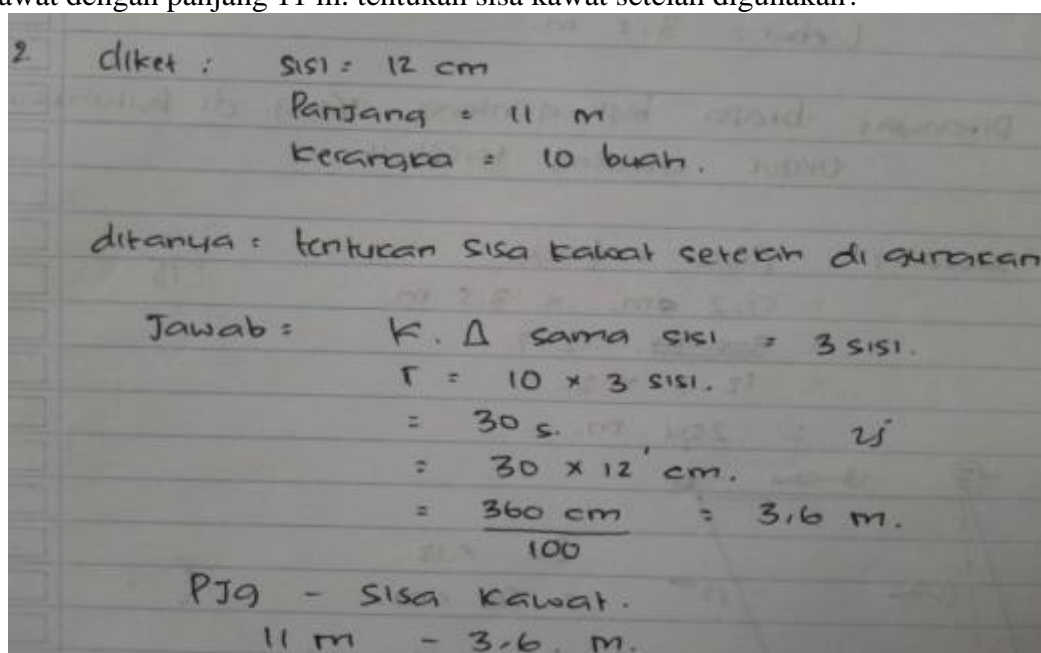 kawat dengan panjang 11 m. tentukan sisa kawat setelah digunakan?
2 diket : sisi = 12 cm
Panjang = 11 m
Kerangka = 10 buah.
ditanya = tentukan sisa kawat setelah di gunakan
Jawab = K. Δ sama sisi = 3 sisi.
= 10 × 3 sisi.
= 30 s.
= 30 × 12 cm.
= 360 cm = 3,6 m.
100
PJg - sisa kawat.
11 m - 3,6 m.